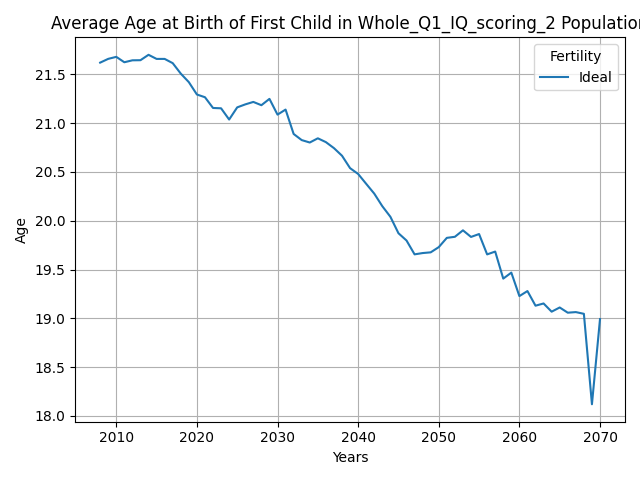 Average Age at Birth of First Child in Whole_Q1_IQ_scoring_2 Population
Fertility
Ideal
21.5
21.0
20.5
20.0
19.5
19.0
18.5
18.0
Age
2010 2020 2030 2040 2050 2060 2070
Years